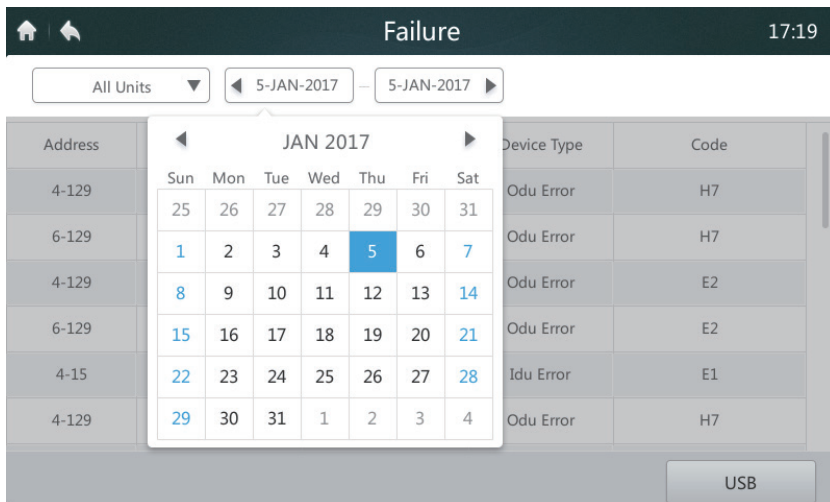 Failure 17:19
All Units 5-JAN-2017 – 5-JAN-2017
Address JAN 2017 Device Type Code
Sun Mon Tue Wed Thu Fri Sat
4-129 Odu Error H7
25 26 27 28 29 30 31
6-129 1 2 3 4 5 6 7 Odu Error H7
4-129 8 9 10 11 12 13 14 Odu Error E2
6-129 15 16 17 18 19 20 21 Odu Error E2
4-15 22 23 24 25 26 27 28 Idu Error E1
4-129 29 30 31 1 2 3 4 Odu Error H7
USB